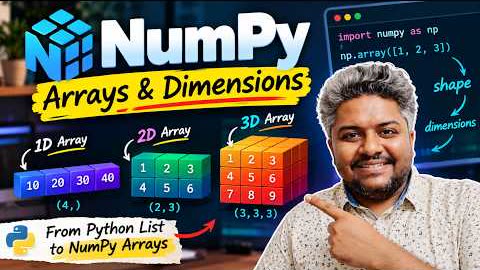 NumPy
Arrays & Dimensions
import numpy as np
np.array([1, 2, 3])
shape
dimensions
1D Array
10 20 30 40
(4,)
2D Array
1 2 3
4 5 6
(2,3)
3D Array
1 2 3
4 5 6
7 8 9
(3,3,3)
From Python List
to NumPy Arrays